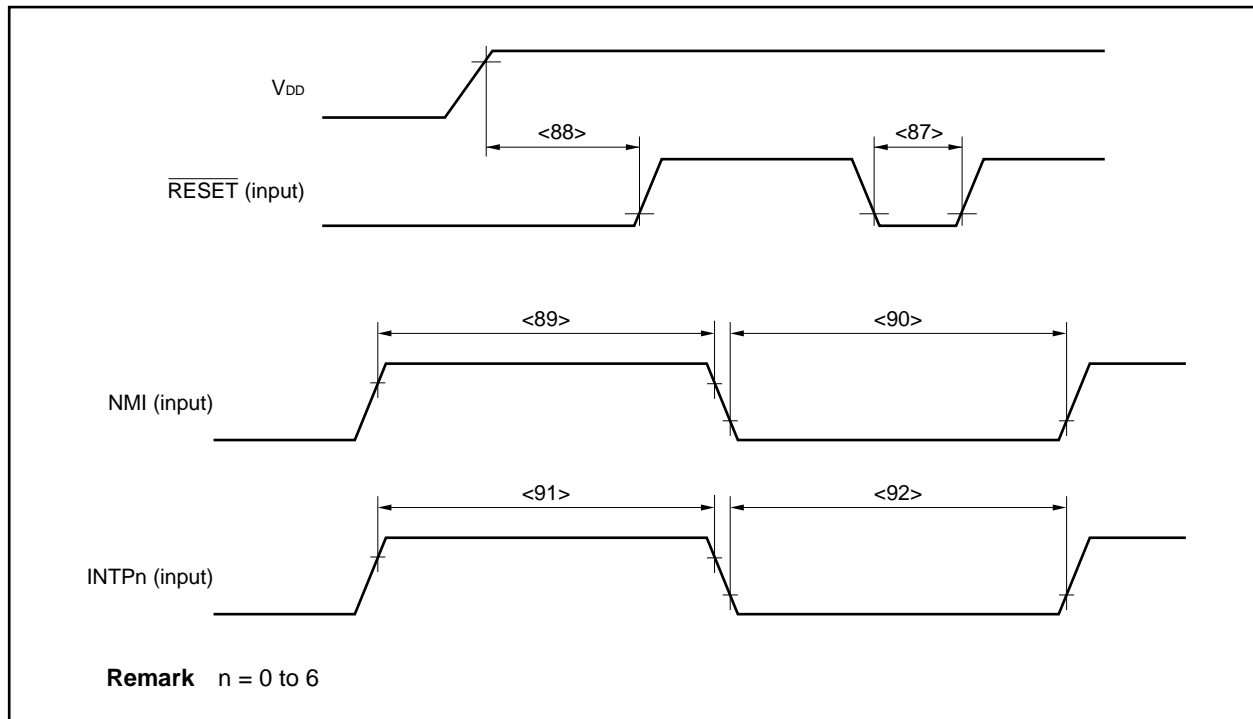 VDD
<88>
<87>
RESET (input)
<89>
<90>
NMI (input)
<91>
<92>
INTPn (input)
Remark n = 0 to 6